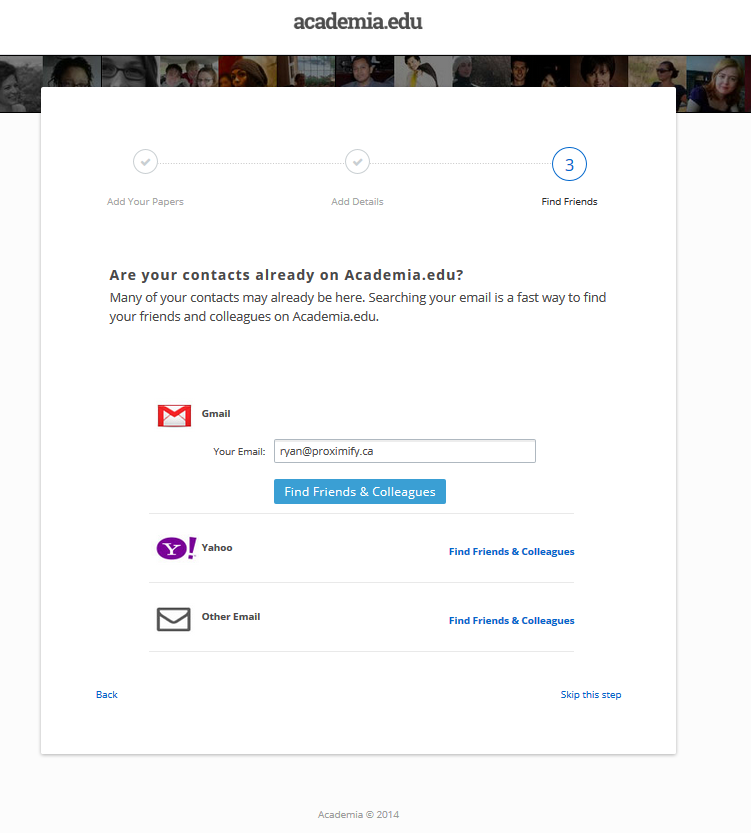 academia.edu
3
Add Your Papers
Add Details
Find Friends
Are your contacts already on Academia.edu?
Many of your contacts may already be here. Searching your email is a fast way to find
your friends and colleagues on Academia.edu.
Gmail
Your Email: ryan@proximify.ca
Find Friends & Colleagues
Y! Yahoo Find Friends & Colleagues
Other Email Find Friends & Colleagues
Back Skip this step
Academia © 2014